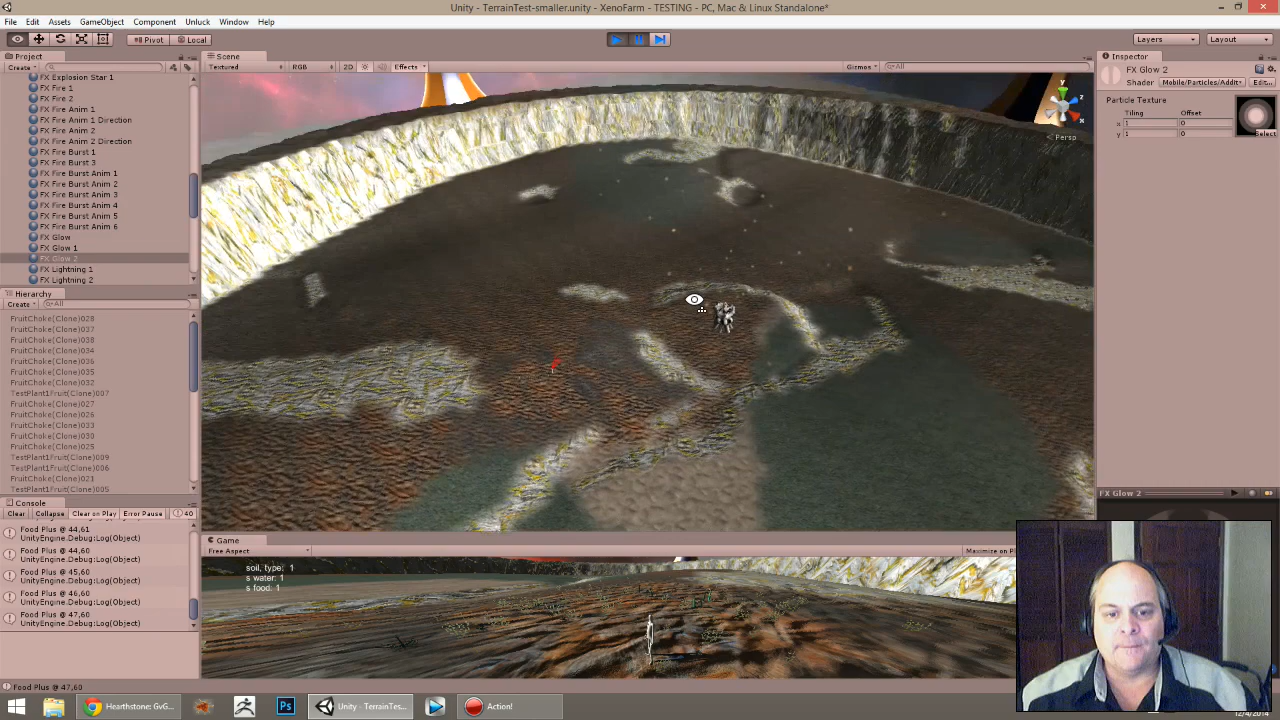 Unity - TerrainTest-smaller.unity - XenoFarm - TESTING - PC, Mac & Linux Standalone*
File Edit Assets GameObject Component Unluck Window Help
Pivot Local Layers Layout
Project
Create
FX Explosion Star 1
FX Fire 1
FX Fire 2
FX Fire Anim 1
FX Fire Anim 1 Direction
FX Fire Anim 2
FX Fire Anim 2 Direction
FX Fire Burst 1
FX Fire Burst 3
FX Fire Burst Anim 1
FX Fire Burst Anim 2
FX Fire Burst Anim 3
FX Fire Burst Anim 4
FX Fire Burst Anim 5
FX Fire Burst Anim 6
FX Glow
FX Glow 1
FX Glow 2
FX Lightning 1
FX Lightning 2
Hierarchy
Create All
FruitChoke(Clone)028
FruitChoke(Clone)037
FruitChoke(Clone)038
FruitChoke(Clone)034
FruitChoke(Clone)036
FruitChoke(Clone)035
FruitChoke(Clone)032
TestPlant1Fruit(Clone)007
FruitChoke(Clone)027
FruitChoke(Clone)026
FruitChoke(Clone)033
FruitChoke(Clone)030
FruitChoke(Clone)025
TestPlant1Fruit(Clone)009
TestPlant1Fruit(Clone)006
FruitChoke(Clone)021
TestPlant1Fruit(Clone)005
Console
Clear Collapse Clear on Play Error Pause 40
Food Plus @ 44,61
UnityEngine.Debug:Log(Object)
Food Plus @ 44,60
UnityEngine.Debug:Log(Object)
Food Plus @ 45,60
UnityEngine.Debug:Log(Object)
Food Plus @ 46,60
UnityEngine.Debug:Log(Object)
Food Plus @ 47,60
UnityEngine.Debug:Log(Object)
Food Plus @ 47,60
Scene
Textured RGB 2D Effects Gizmos All
y
z
x
Persp
Game
Free Aspect Maximize on Pl
soil, type: 1
s water: 1
s food: 1
Inspector
FX Glow 2
Shader Mobile/Particles/Addit Edit...
Particle Texture
Tiling Offset
x 1 0
y 1 0
Select
FX Glow 2
Hearthstone: GvG...
Ps
Unity - TerrainTes...
Action!
12/4/2014